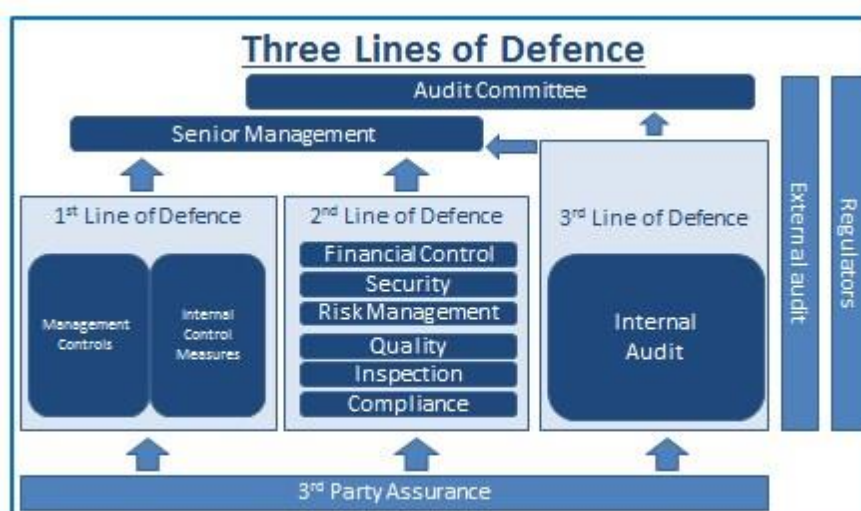 Three Lines of Defence
Audit Committee
Senior Management
1st Line of Defence
Management
Controls
Internal
Control
Measures
2nd Line of Defence
Financial Control
Security
Risk Management
Quality
Inspection
Compliance
3rd Line of Defence
Internal
Audit
External audit
Regulators
3rd Party Assurance